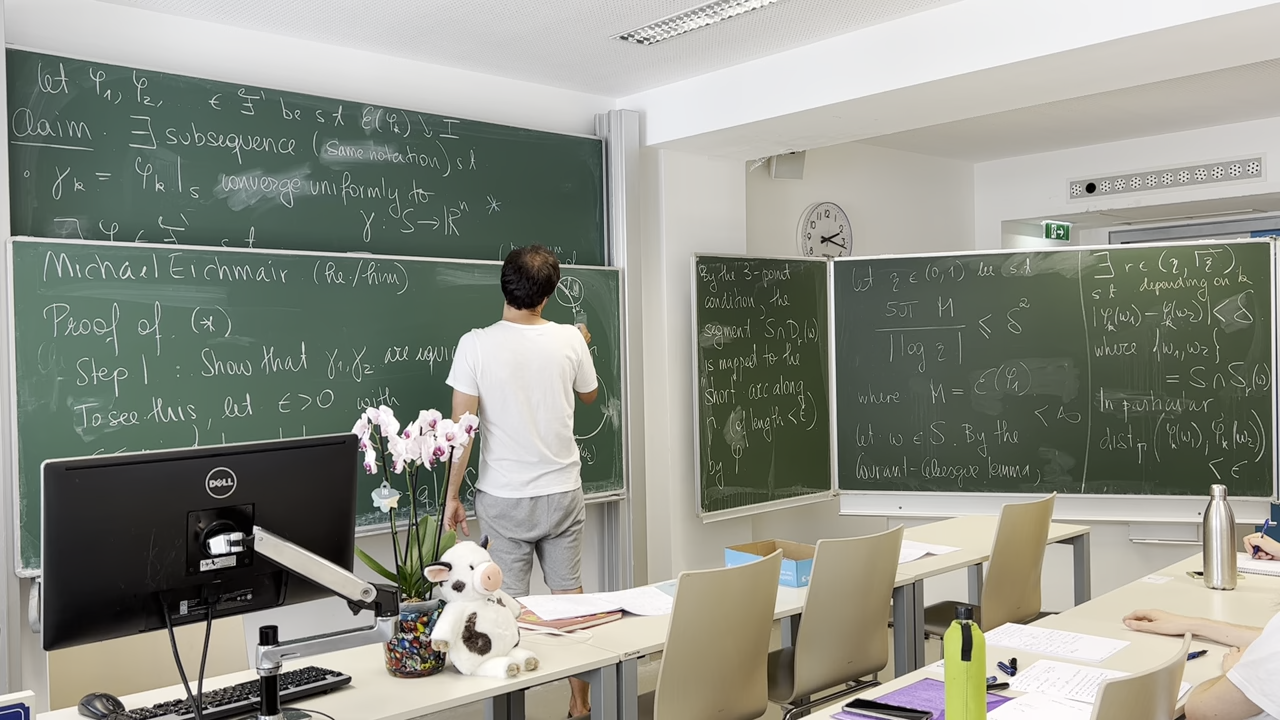 let φ₁, φ₂, ∈ F' be s t E(φₖ) ↘ I
Claim. ∃ subsequence (same notation) s t
• γₖ = φₖ|ₛ converge uniformly to
γ : S → ℝⁿ *
∃ φ ∈ F' s t
Michael Eichmair (he/him)
Proof of (*)
- Step 1 : Show that γ₁, γ₂ are
To see this, let ε > 0 with
By the 3-point
condition, the
segment S∩Dᵣ(w)
is mapped to the
"short" arc along
Γ (of length < ε)
by φ
let η ∈ (0,1) be s t
5π M / |log η| < δ²
where M = E(φ₁) < ∞
let w ∈ S. By the
Courant-Lebesgue lemma,
∃ r ∈ (η, √η)
s t depending on k
|φₖ(w₁) - φₖ(w₂)| < δ.
where {w₁, w₂}
= S ∩ Sᵣ(w)
In particular,
dist_Γ (φₖ(w₁), φₖ(w₂))
< ε
DELL